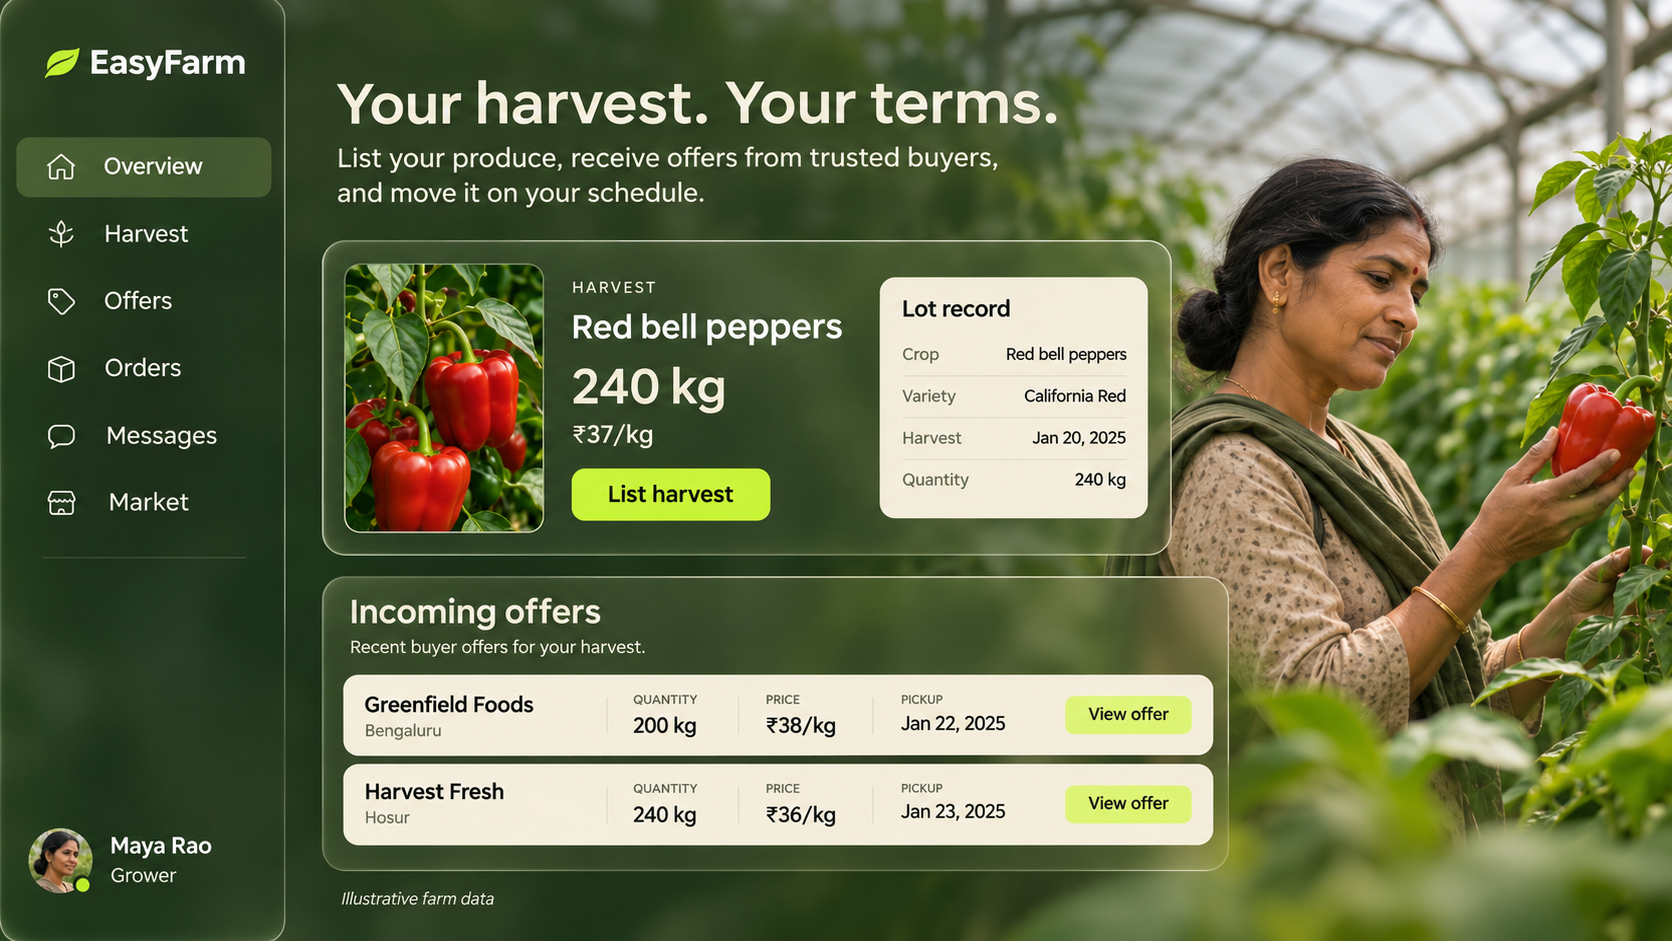 EasyFarm
Overview
Harvest
Offers
Orders
Messages
Market
Maya Rao
Grower
Your harvest. Your terms.
List your produce, receive offers from trusted buyers,
and move it on your schedule.
HARVEST
Red bell peppers
240 kg
₹37/kg
List harvest
Lot record
Crop Red bell peppers
Variety California Red
Harvest Jan 20, 2025
Quantity 240 kg
Incoming offers
Recent buyer offers for your harvest.
Greenfield Foods
Bengaluru
QUANTITY
200 kg
PRICE
₹38/kg
PICKUP
Jan 22, 2025
View offer
Harvest Fresh
Hosur
QUANTITY
240 kg
PRICE
₹36/kg
PICKUP
Jan 23, 2025
View offer
Illustrative farm data